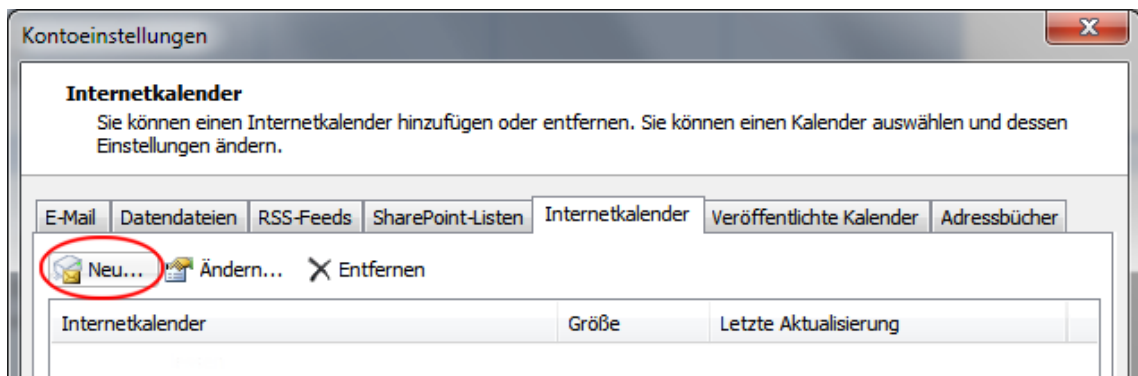 Kontoeinstellungen
Internetkalender
Sie können einen Internetkalender hinzufügen oder entfernen. Sie können einen Kalender auswählen und dessen
Einstellungen ändern.
E-Mail Datendateien RSS-Feeds SharePoint-Listen Internetkalender Veröffentlichte Kalender Adressbücher
Neu... Ändern... Entfernen
Internetkalender Größe Letzte Aktualisierung